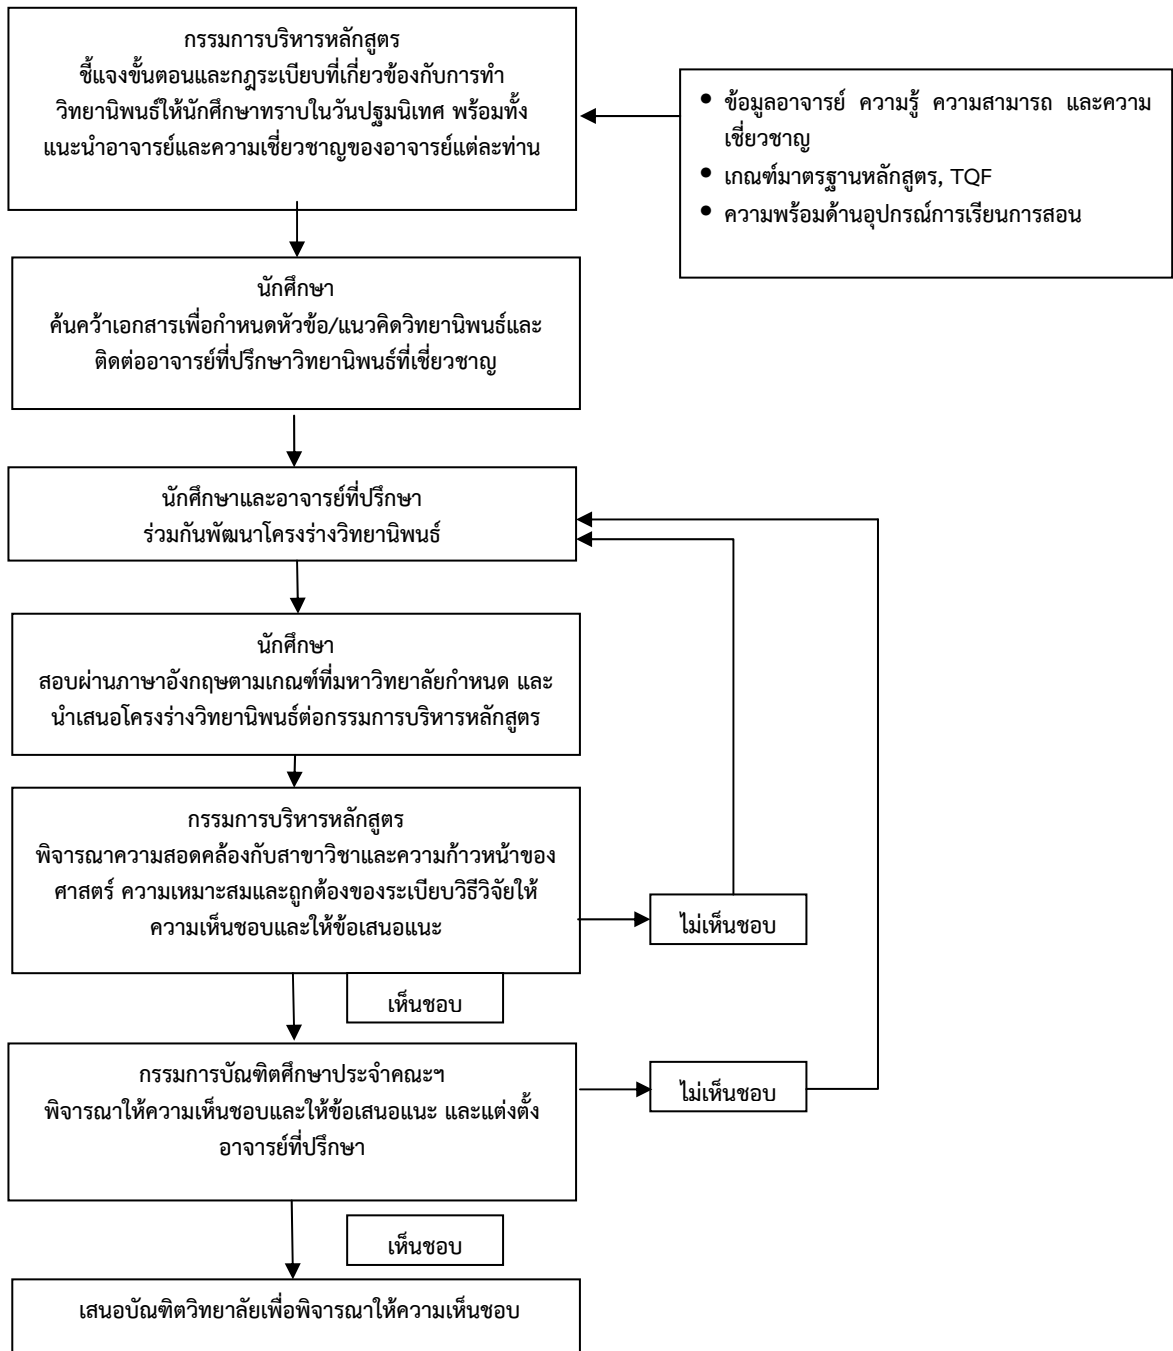 กรรมการบริหารหลักสูตร
ชี้แจงขั้นตอนและกฎระเบียบที่เกี่ยวข้องกับการทำ
วิทยานิพนธ์ให้นักศึกษาทราบในวันปฐมนิเทศ พร้อมทั้ง
แนะนำอาจารย์และความเชี่ยวชาญของอาจารย์แต่ละท่าน
• ข้อมูลอาจารย์ ความรู้ ความสามารถ และความ
เชี่ยวชาญ
• เกณฑ์มาตรฐานหลักสูตร, TQF
• ความพร้อมด้านอุปกรณ์การเรียนการสอน
นักศึกษา
ค้นคว้าเอกสารเพื่อกำหนดหัวข้อ/แนวคิดวิทยานิพนธ์และ
ติดต่ออาจารย์ที่ปรึกษาวิทยานิพนธ์ที่เชี่ยวชาญ
นักศึกษาและอาจารย์ที่ปรึกษา
ร่วมกันพัฒนาโครงร่างวิทยานิพนธ์
นักศึกษา
สอบผ่านภาษาอังกฤษตามเกณฑ์ที่มหาวิทยาลัยกำหนด และ
นำเสนอโครงร่างวิทยานิพนธ์ต่อกรรมการบริหารหลักสูตร
กรรมการบริหารหลักสูตร
พิจารณาความสอดคล้องกับสาขาวิชาและความก้าวหน้าของ
ศาสตร์ ความเหมาะสมและถูกต้องของระเบียบวิธีวิจัยให้
ความเห็นชอบและให้ข้อเสนอแนะ
ไม่เห็นชอบ
เห็นชอบ
กรรมการบัณฑิตศึกษาประจำคณะฯ
พิจารณาให้ความเห็นชอบและให้ข้อเสนอแนะ และแต่งตั้ง
อาจารย์ที่ปรึกษา
ไม่เห็นชอบ
เห็นชอบ
เสนอบัณฑิตวิทยาลัยเพื่อพิจารณาให้ความเห็นชอบ